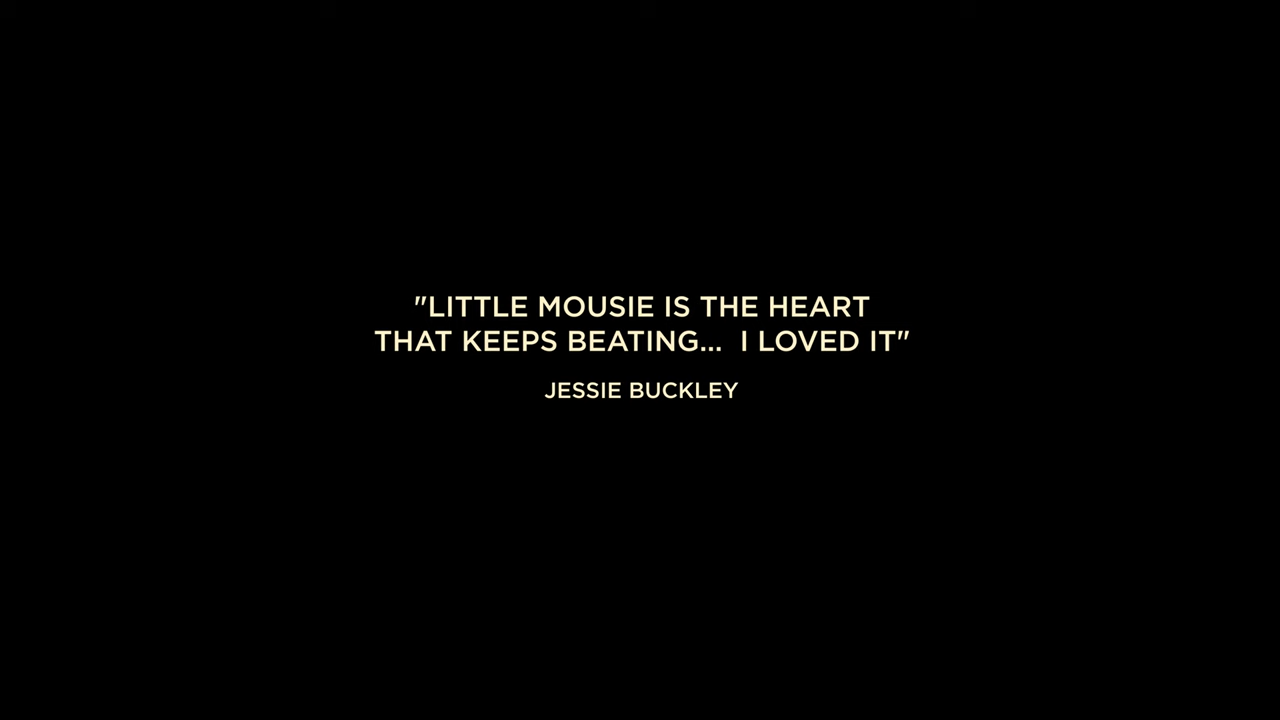 "LITTLE MOUSIE IS THE HEART
THAT KEEPS BEATING...  I LOVED IT"
JESSIE BUCKLEY